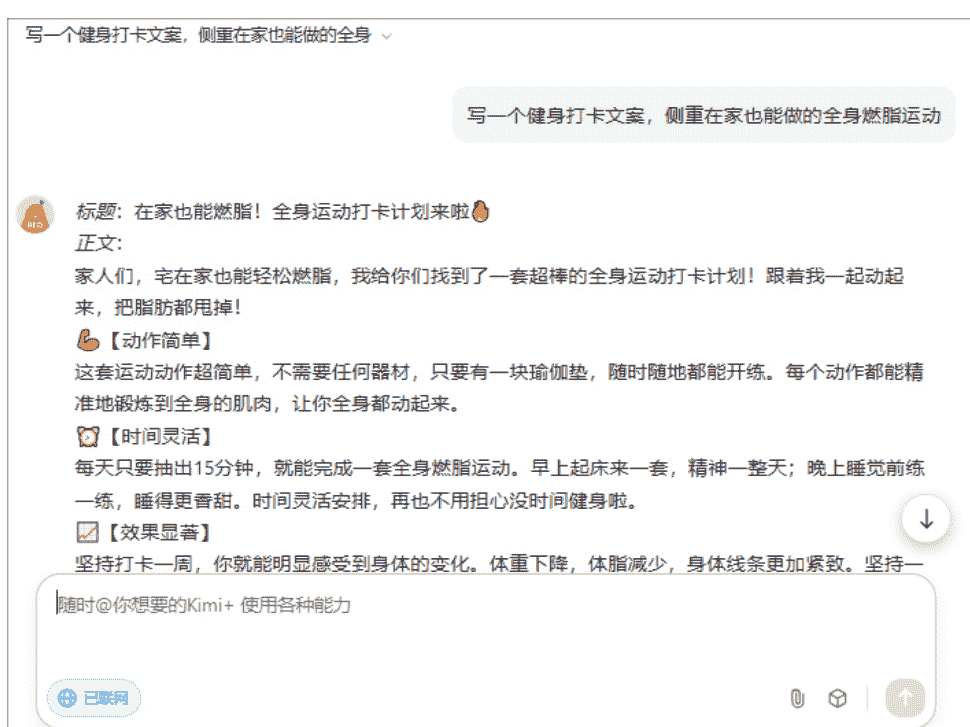 写一个健身打卡文案，侧重在家也能做的全身
写一个健身打卡文案，侧重在家也能做的全身燃脂运动
标题：在家也能燃脂！全身运动打卡计划来啦🔥
正文：
家人们，宅在家也能轻松燃脂，我给你们找到了一套超棒的全身运动打卡计划！跟着我一起动起
来，把脂肪都甩掉！
💪【动作简单】
这套运动动作超简单，不需要任何器材，只要有一块瑜伽垫，随时随地都能开练。每个动作都能精
准地锻炼到全身的肌肉，让你全身都动起来。
⏰【时间灵活】
每天只要抽出15分钟，就能完成一套全身燃脂运动。早上起床来一套，精神一整天；晚上睡觉前练
一练，睡得更香甜。时间灵活安排，再也不用担心没时间健身啦。
📈【效果显著】
坚持打卡一周，你就能明显感受到身体的变化。体重下降，体脂减少，身体线条更加紧致。坚持一
随时@你想要的Kimi+ 使用各种能力
已联网